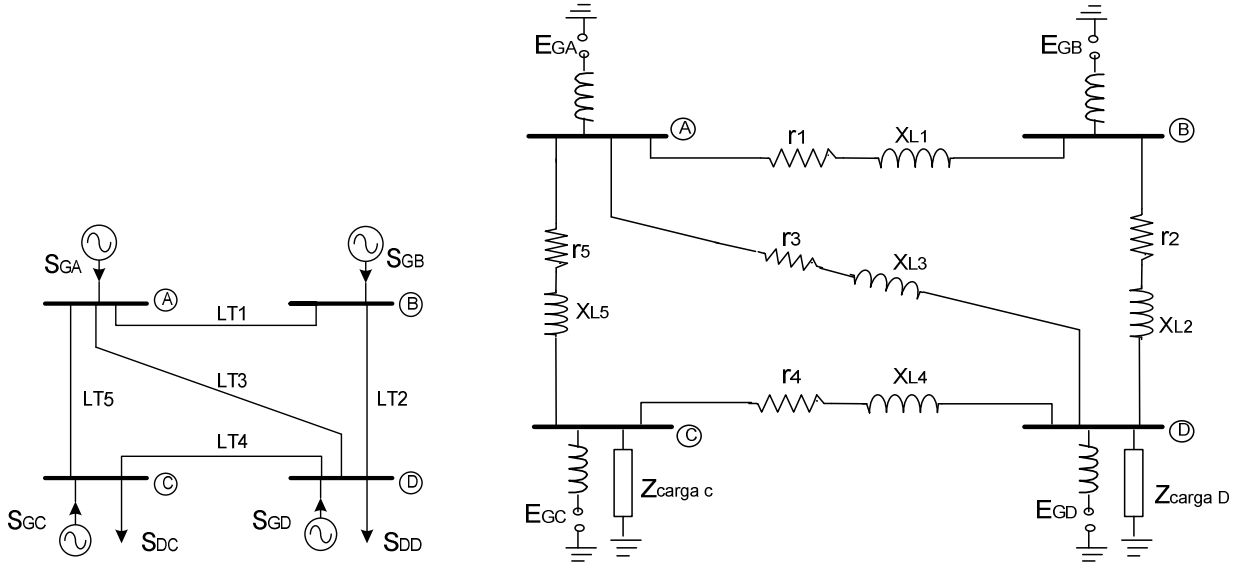 SGA
A
SGB
B
LT1
LT3
LT5
LT2
LT4
C
D
SGC
SDC
SGD
SDD
EGA
EGB
A
B
r1
XL1
r5
XL5
r3
XL3
r2
XL2
r4
XL4
C
D
EGC
Zcarga c
EGD
Zcarga D